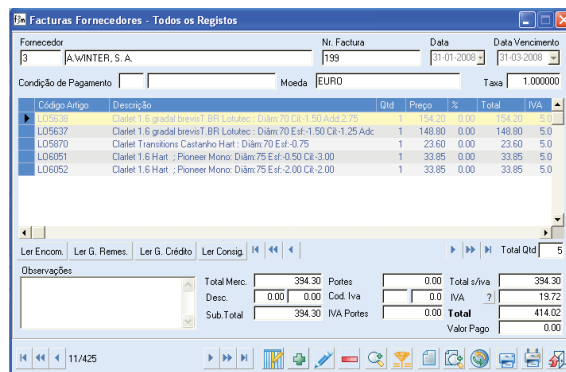 fjm Facturas Fornecedores - Todos os Registos
Fornecedor Nr. Factura Data Data Vencimento
3 A.WINTER, S. A. 199 31-01-2008 31-03-2008
Condição de Pagamento Moeda EURO Taxa 1.000000
Código Artigo Descrição Qtd Preço % Total IVA
LO5638 Clarlet 1.6 gradal brevisT.BR Lotutec : Diâm:70 Cil:-1.50 Add:2.75 1 154.20 0.00 154.20 5.0
LO5637 Clarlet 1.6 gradal brevisT.BR Lotutec : Diâm:70 Esf:-1.50 Cil:-1.25 Adc 1 148.80 0.00 148.80 5.0
LO5870 Clarlet Transitions Castanho Hart : Diâm:70 Esf:-0.75 1 23.60 0.00 23.60 5.0
LO6051 Clarlet 1.6 Hart ; Pioneer Mono: Diâm:75 Esf:-0.50 Cil:-3.00 1 33.85 0.00 33.85 5.0
LO6052 Clarlet 1.6 Hart ; Pioneer Mono: Diâm:75 Esf:-2.00 Cil:-2.00 1 33.85 0.00 33.85 5.0
Ler Encom. Ler G. Remes. Ler G. Crédito Ler Consig. Total Qtd 5
Observações
Total Merc. 394.30 Portes 0.00 Total s/iva 394.30
Desc. 0.00 0.00 Cod. Iva 0.0 IVA ? 19.72
Sub.Total 394.30 IVA Portes 0.00 Total 414.02
Valor Pago 0.00
11/425